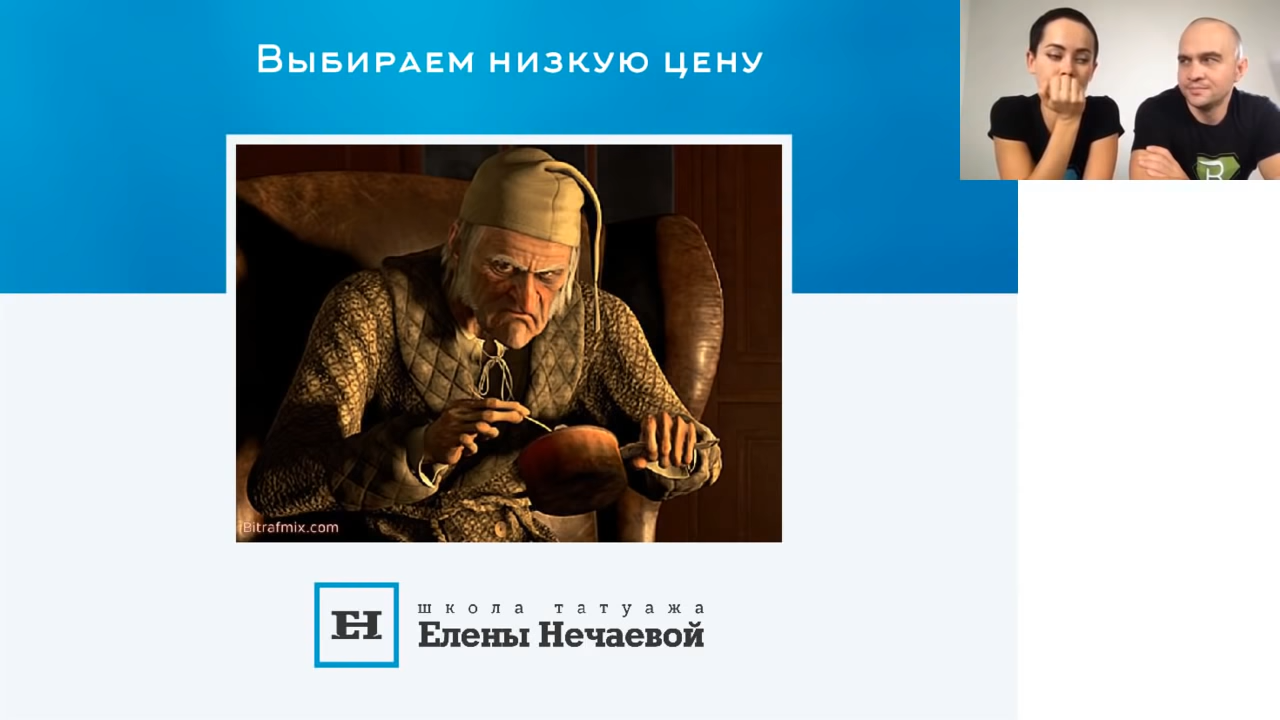 Выбираем низкую цену
Bitrafmix.com
ЕН
школа татуажа
Елены Нечаевой